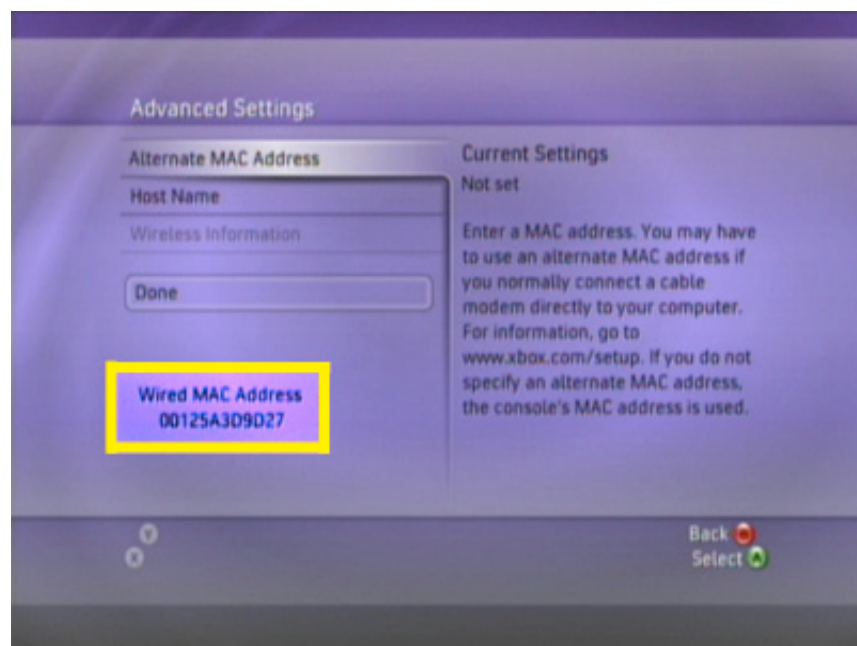 Advanced Settings
Alternate MAC Address
Host Name
Wireless Information
Done
Wired MAC Address
00125A3D9D27
Current Settings
Not set
Enter a MAC address. You may have
to use an alternate MAC address if
you normally connect a cable
modem directly to your computer.
For information, go to
www.xbox.com/setup. If you do not
specify an alternate MAC address,
the console's MAC address is used.
Y
X
Back B
Select A